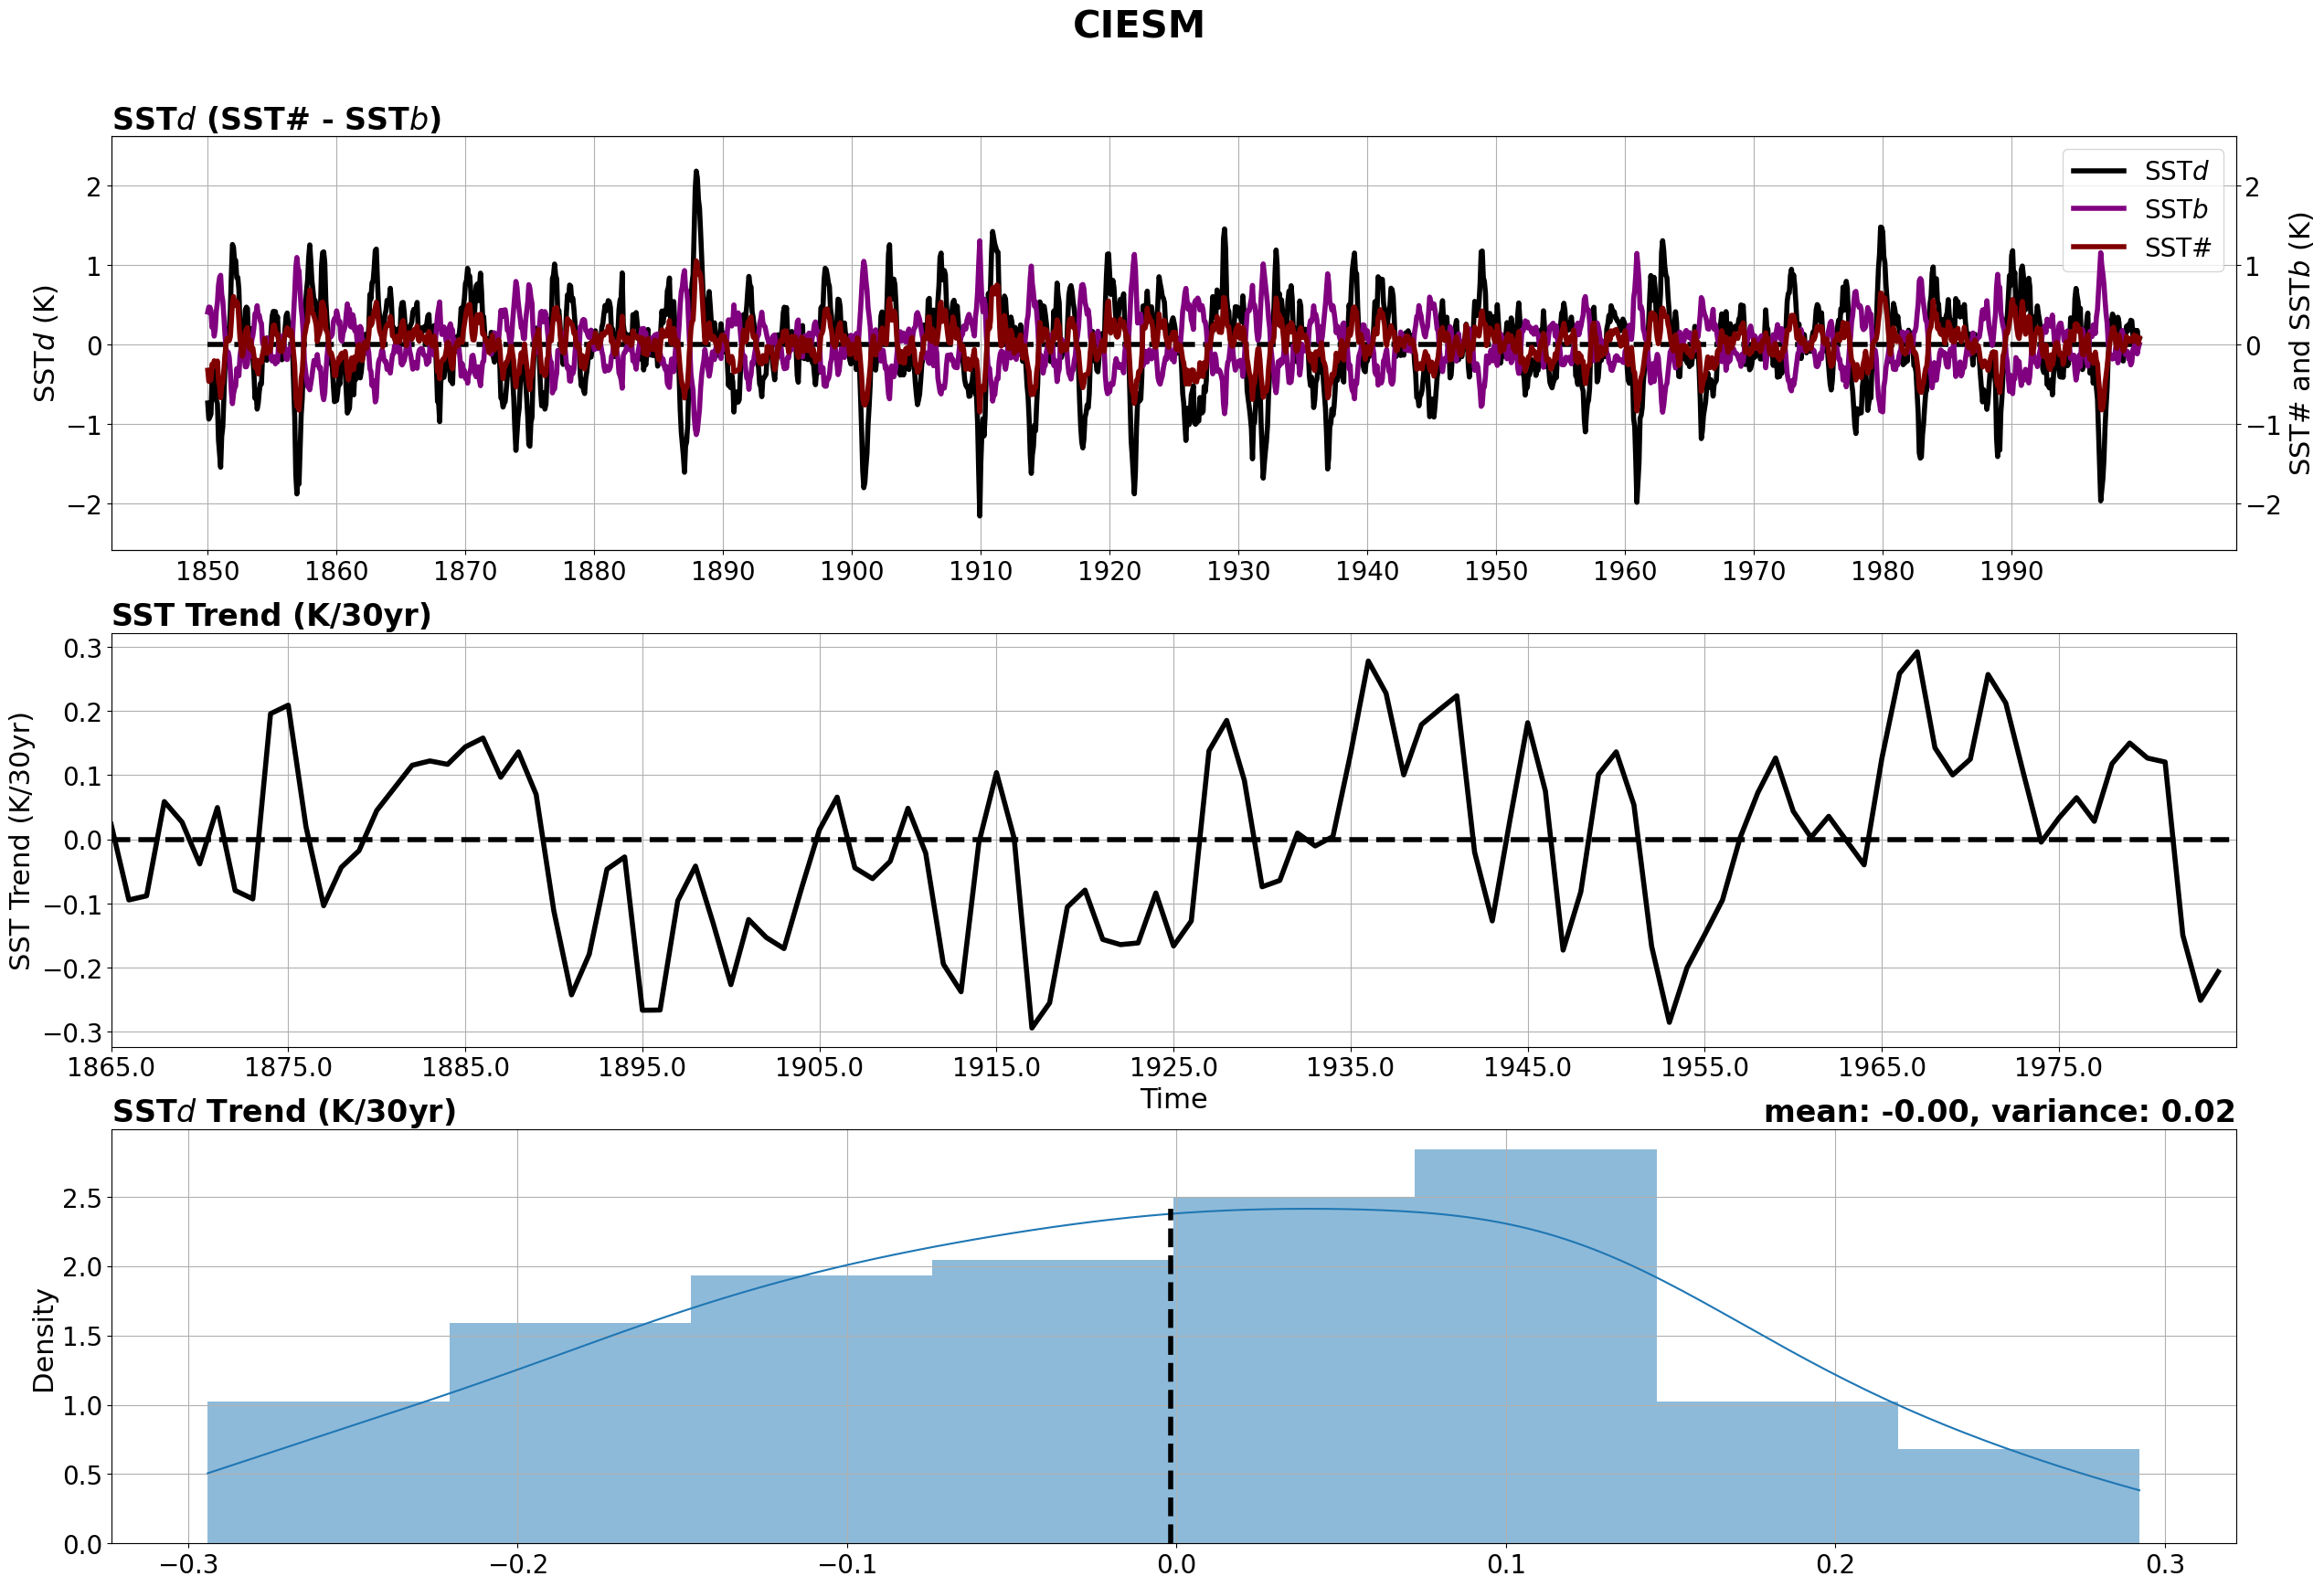 CIESM
SSTd (SST# - SSTb)
SSTd (K)
2
1
0
−1
−2
2
1
0
−1
−2
SST# and SSTb (K)
SSTd
SSTb
SST#
1850 1860 1870 1880 1890 1900 1910 1920 1930 1940 1950 1960 1970 1980 1990
SST Trend (K/30yr)
SST Trend (K/30yr)
0.3
0.2
0.1
0.0
−0.1
−0.2
−0.3
1865.0 1875.0 1885.0 1895.0 1905.0 1915.0 1925.0 1935.0 1945.0 1955.0 1965.0 1975.0
Time
SSTd Trend (K/30yr) mean: -0.00, variance: 0.02
Density
2.5
2.0
1.5
1.0
0.5
0.0
−0.3 −0.2 −0.1 0.0 0.1 0.2 0.3